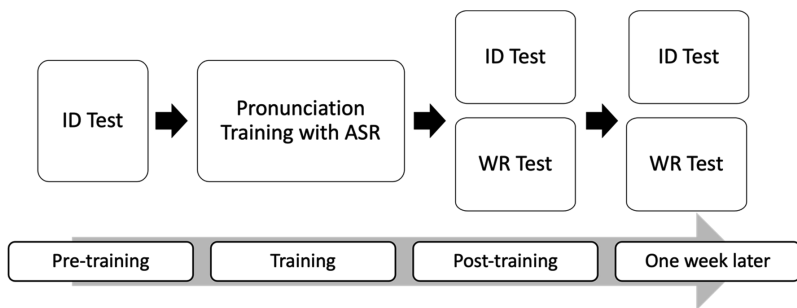 ID Test
Pronunciation
Training with ASR
ID Test
WR Test
ID Test
WR Test
Pre-training
Training
Post-training
One week later